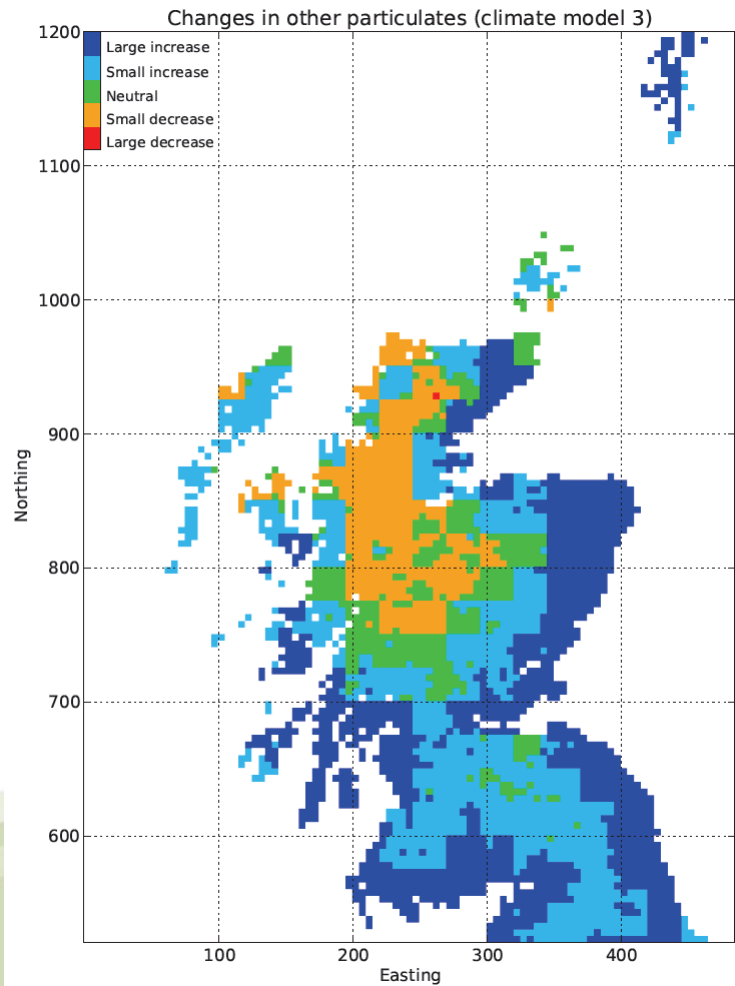 Changes in other particulates (climate model 3)
1200
Large increase
Small increase
Neutral
Small decrease
Large decrease
1100
1000
900
Northing
800
700
600
100 200 300 400
Easting